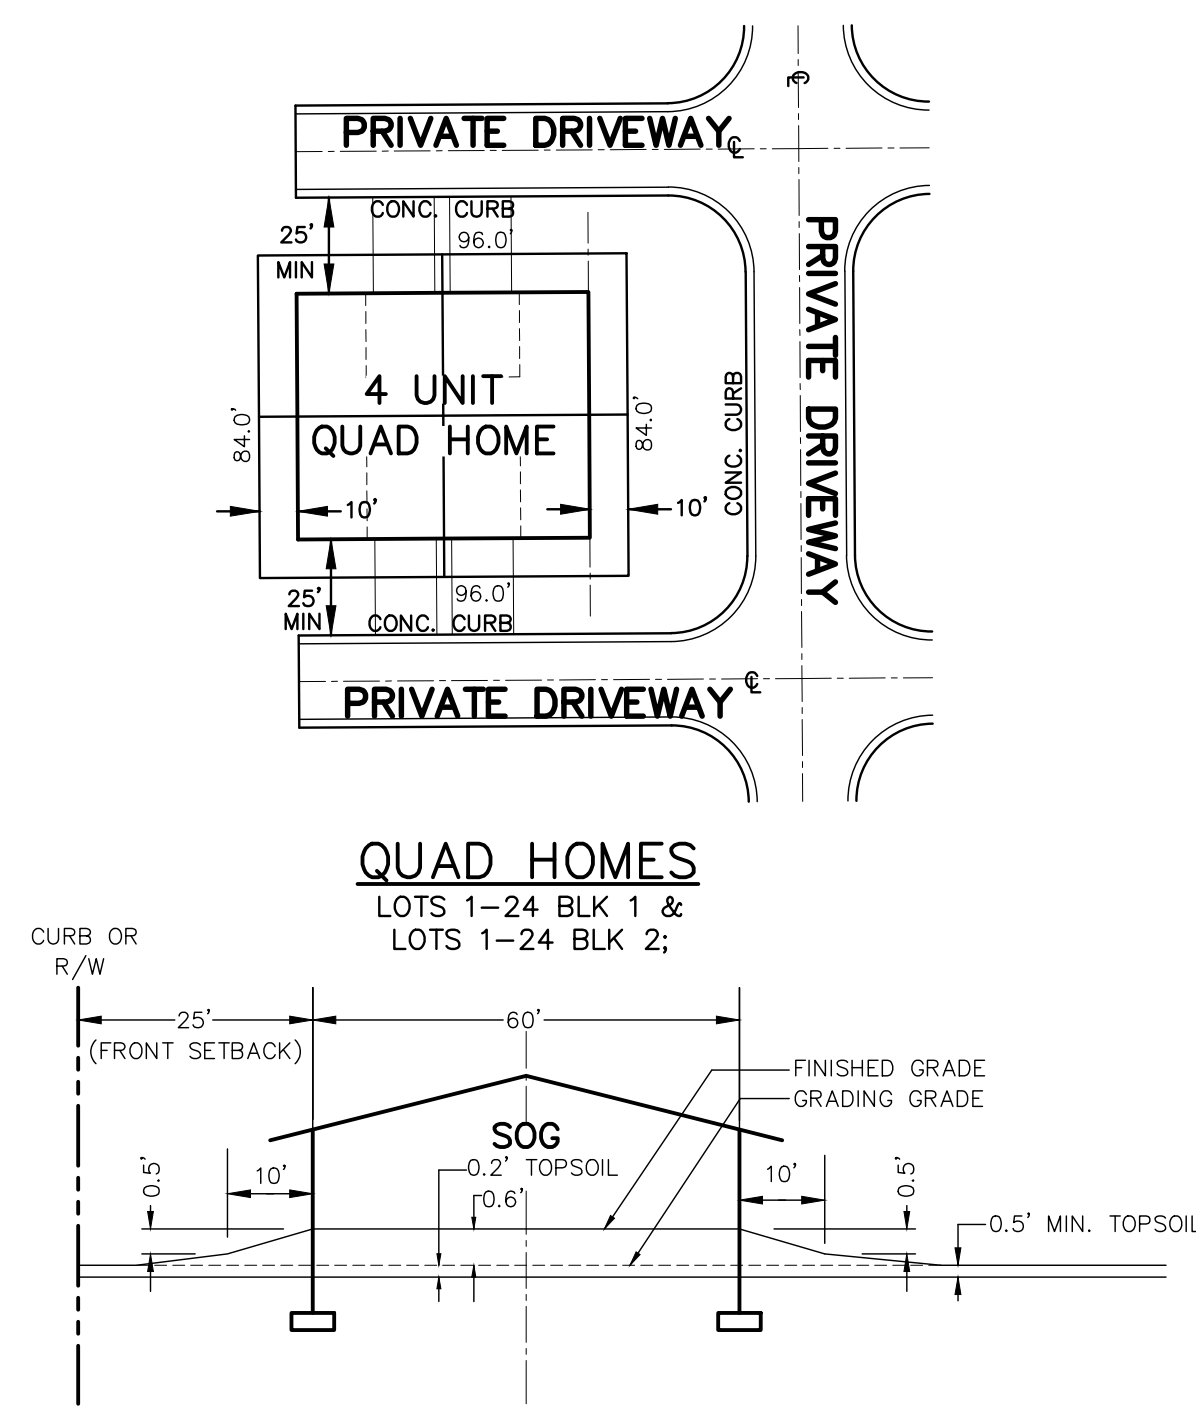 ℄
PRIVATE DRIVEWAY ℄
CONC. CURB
25'
MIN
96.0'
PRIVATE DRIVEWAY
4 UNIT
QUAD HOME
84.0'
84.0'
CONC. CURB
10'
10'
25'
MIN
96.0'
CONC. CURB
PRIVATE DRIVEWAY ℄
QUAD HOMES
LOTS 1-24 BLK 1 &
LOTS 1-24 BLK 2;
CURB OR
R/W
25'
60'
(FRONT SETBACK)
FINISHED GRADE
GRADING GRADE
SOG
0.2' TOPSOIL
0.5'
10'
0.6'
10'
0.5'
0.5' MIN. TOPSOIL